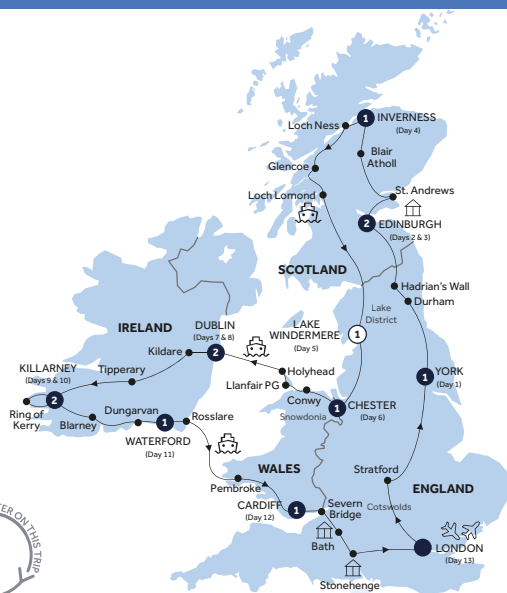 1
INVERNESS
(Day 4)
Loch Ness
Blair
Atholl
Glencoe
St. Andrews
Loch Lomond
2
EDINBURGH
(Days 2 & 3)
SCOTLAND
Hadrian's Wall
Durham
Lake
District
IRELAND
DUBLIN
(Days 7 & 8)
2
LAKE
WINDERMERE
(Day 5)
1
Kildare
Holyhead
KILLARNEY
(Days 9 & 10)
2
Tipperary
Llanfair PG
Conwy
1
YORK
(Day 1)
Snowdonia
1
CHESTER
(Day 6)
Ring of
Kerry
Blarney
Dungarvan
1
Rosslare
WATERFORD
(Day 11)
WALES
Stratford
Pembroke
ENGLAND
CARDIFF
(Day 12)
1
Severn
Bridge
Cotswolds
Bath
LONDON
(Day 13)
Stonehenge
ER ON THIS TRIP